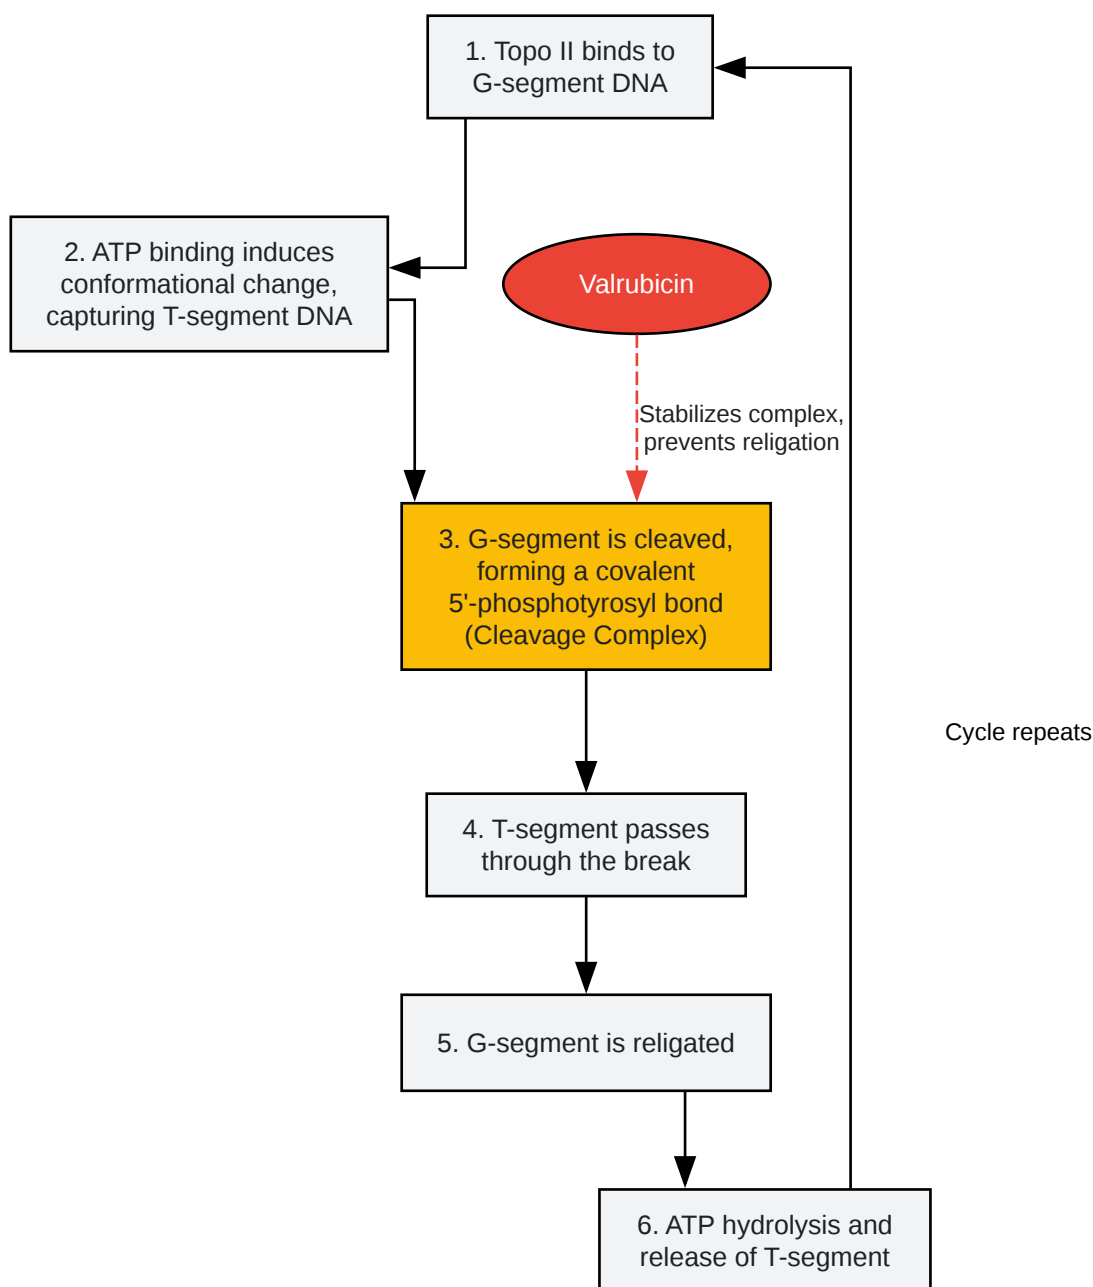 1. Topo II binds to
G-segment DNA
2. ATP binding induces
conformational change,
capturing T-segment DNA
Valrubicin
Stabilizes complex,
prevents religation
3. G-segment is cleaved,
forming a covalent
5'-phosphotyrosyl bond
(Cleavage Complex)
Cycle repeats
4. T-segment passes
through the break
5. G-segment is religated
6. ATP hydrolysis and
release of T-segment